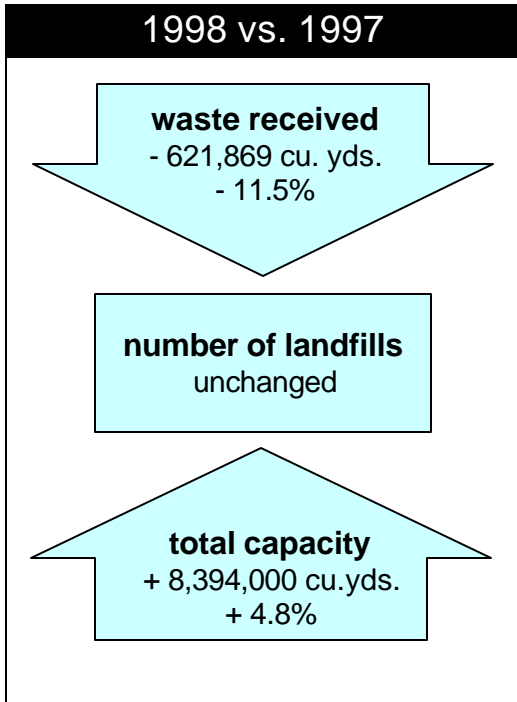 1998 vs. 1997
waste received
- 621,869 cu. yds.
- 11.5%
number of landfills
unchanged
total capacity
+ 8,394,000 cu.yds.
+ 4.8%